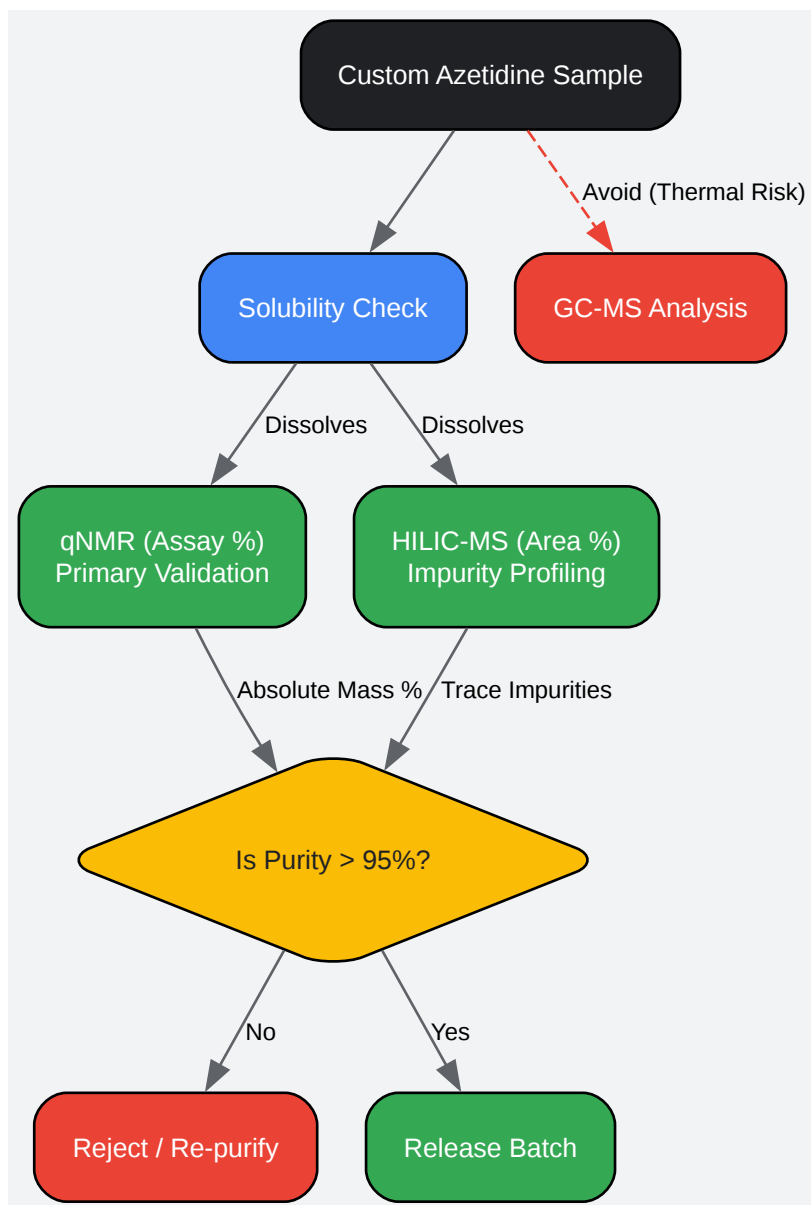 Custom Azetidine Sample
Avoid (Thermal Risk)
Solubility Check
GC-MS Analysis
Dissolves
Dissolves
qNMR (Assay %)
Primary Validation
HILIC-MS (Area %)
Impurity Profiling
Absolute Mass %
Trace Impurities
Is Purity > 95%?
No
Yes
Reject / Re-purify
Release Batch